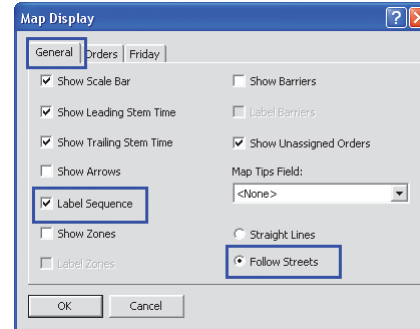 Map Display
General Orders Friday
Show Scale Bar
Show Leading Stem Time
Show Trailing Stem Time
Show Arrows
Label Sequence
Show Zones
Label Zones
Show Barriers
Label Barriers
Show Unassigned Orders
Map Tips Field:
<None>
Straight Lines
Follow Streets
OK Cancel